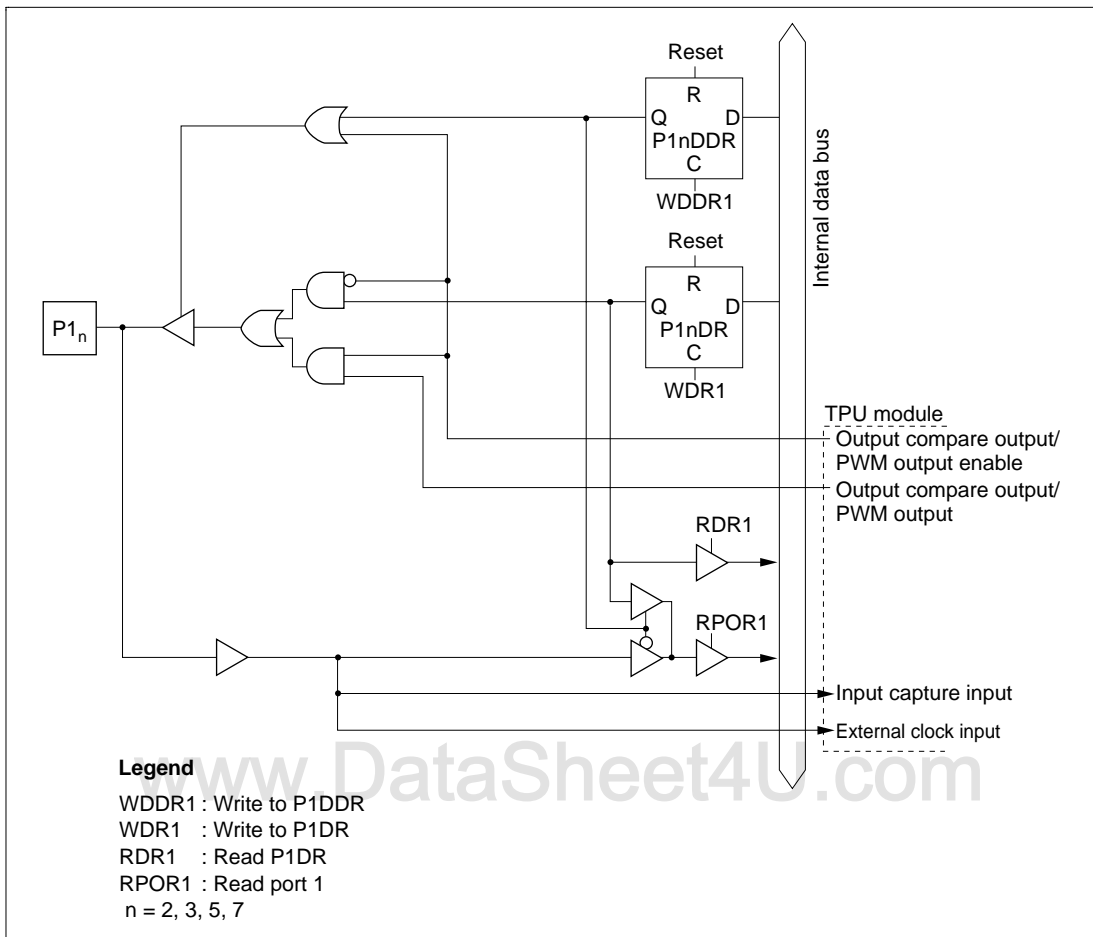 Reset
R
Q D
P1nDDR
C
WDDR1
Internal data bus
Reset
R
Q D
P1nDR
C
WDR1
P1n
TPU module
Output compare output/
PWM output enable
Output compare output/
PWM output
RDR1
RPOR1
Input capture input
External clock input
www.DataSheet4U.com
Legend
WDDR1 : Write to P1DDR
WDR1 : Write to P1DR
RDR1 : Read P1DR
RPOR1 : Read port 1
n = 2, 3, 5, 7